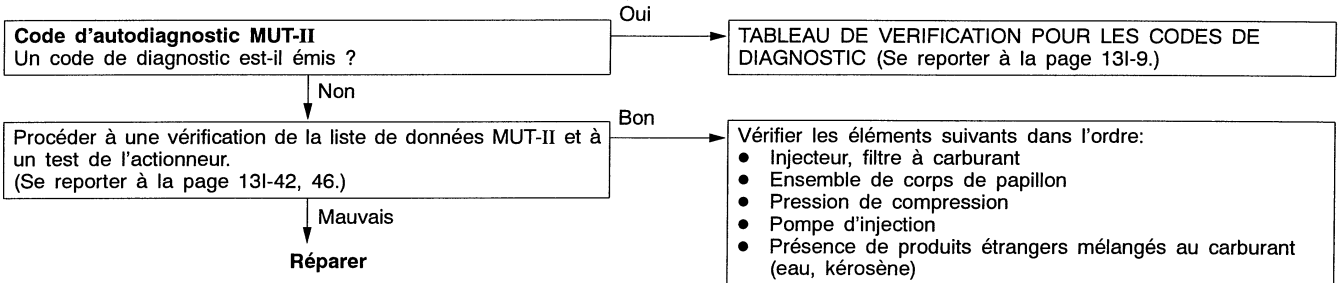 Oui
Code d'autodiagnostic MUT-II
Un code de diagnostic est-il émis ?
TABLEAU DE VERIFICATION POUR LES CODES DE
DIAGNOSTIC (Se reporter à la page 13I-9.)
Non
Bon
Procéder à une vérification de la liste de données MUT-II et à
un test de l'actionneur.
(Se reporter à la page 13I-42, 46.)
Vérifier les éléments suivants dans l'ordre:
● Injecteur, filtre à carburant
● Ensemble de corps de papillon
● Pression de compression
● Pompe d'injection
● Présence de produits étrangers mélangés au carburant
(eau, kérosène)
Mauvais
Réparer